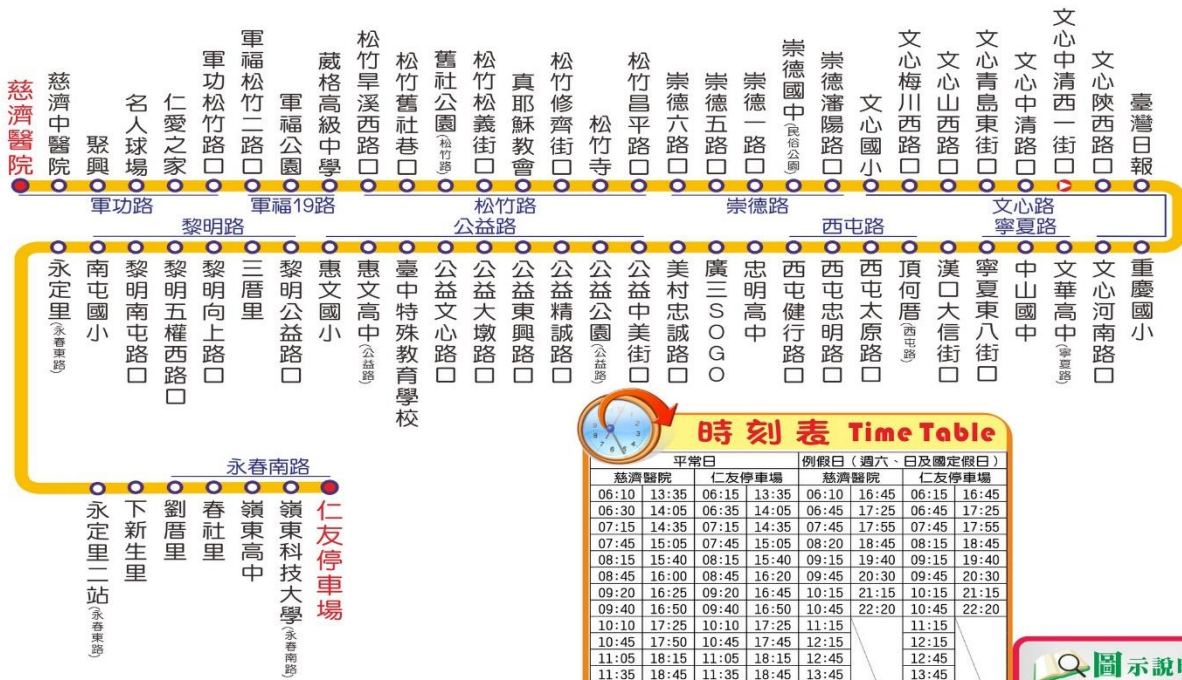 慈濟醫院
慈濟中醫院
聚興
名人球場
仁愛之家
軍功松竹路口
軍福松竹二路口
軍福公園
葳格高級中學
松竹旱溪西路口
松竹舊社巷口
舊社公園(松竹路)
松竹松義街口
真耶穌教會
松竹修齊街口
松竹寺
松竹昌平路口
崇德六路口
崇德五路口
崇德一路口
崇德國中(民俗公園)
崇德瀋陽路口
文心國小
文心梅川西路口
文心山西路口
文心青島東街口
文心中清路口
文心中清西一街口
文心陝西路口
臺灣日報
軍功路
軍福19路
松竹路
崇德路
文心路
黎明路
公益路
西屯路
寧夏路
永定里(永春東路)
南屯國小
黎明南屯路口
黎明五權西路口
黎明向上路口
三厝里
黎明公益路口
惠文國小
惠文高中(公益路)
臺中特殊教育學校
公益文心路口
公益大墩路口
公益東興路口
公益精誠路口
公益公園(公益路)
公益中美街口
美村忠誠路口
廣三SOGO
忠明高中
西屯健行路口
西屯忠明路口
西屯太原路口
頂何厝(西屯路)
漢口大信街口
寧夏東八街口
中山國中
文華高中(寧夏路)
文心河南路口
重慶國小
永春南路
永定里二站(永春東路)
下新生里
劉厝里
春社里
嶺東高中
嶺東科技大學(永春南路)
仁友停車場
時刻表 Time Table
平常日 例假日(週六、日及國定假日)
慈濟醫院 仁友停車場 慈濟醫院 仁友停車場
06:10 13:35 06:15 13:35 06:10 16:45 06:15 16:45
06:30 14:05 06:35 14:05 06:45 17:25 06:45 17:25
07:15 14:35 07:15 14:35 07:45 17:55 07:45 17:55
07:45 15:05 07:45 15:05 08:20 18:45 08:15 18:45
08:15 15:40 08:15 15:40 09:15 19:40 09:15 19:40
08:45 16:00 08:45 16:20 09:45 20:30 09:45 20:30
09:20 16:25 09:20 16:45 10:15 21:15 10:15 21:15
09:40 16:50 09:40 16:50 10:45 22:20 10:45 22:20
10:10 17:25 10:10 17:25 11:15 11:15
10:45 17:50 10:45 17:45 12:15 12:15
11:05 18:15 11:05 18:15 12:45 12:45
11:35 18:45 11:35 18:45 13:45 13:45
圖示說